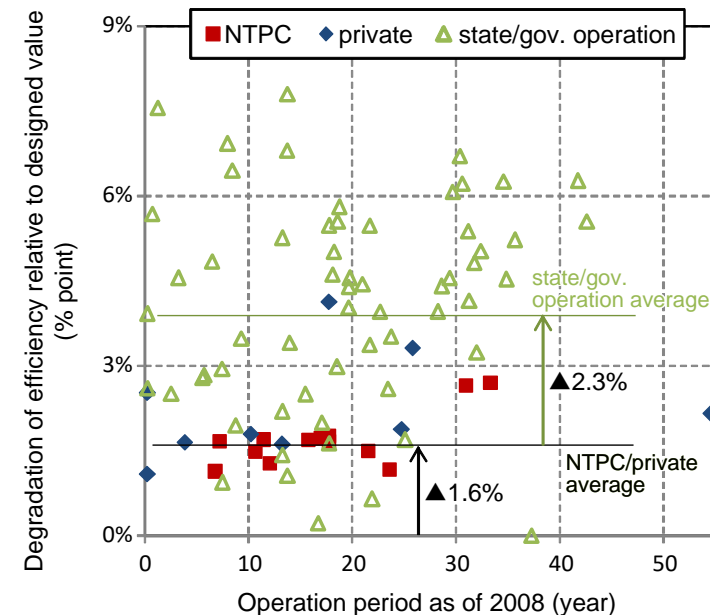 9%
NTPC private state/gov. operation
Degradation of efficiency relative to designed value
(% point)
6%
state/gov.
operation average
3%
▲2.3%
NTPC/private
average
▲1.6%
0%
0 10 20 30 40 50
Operation period as of 2008 (year)